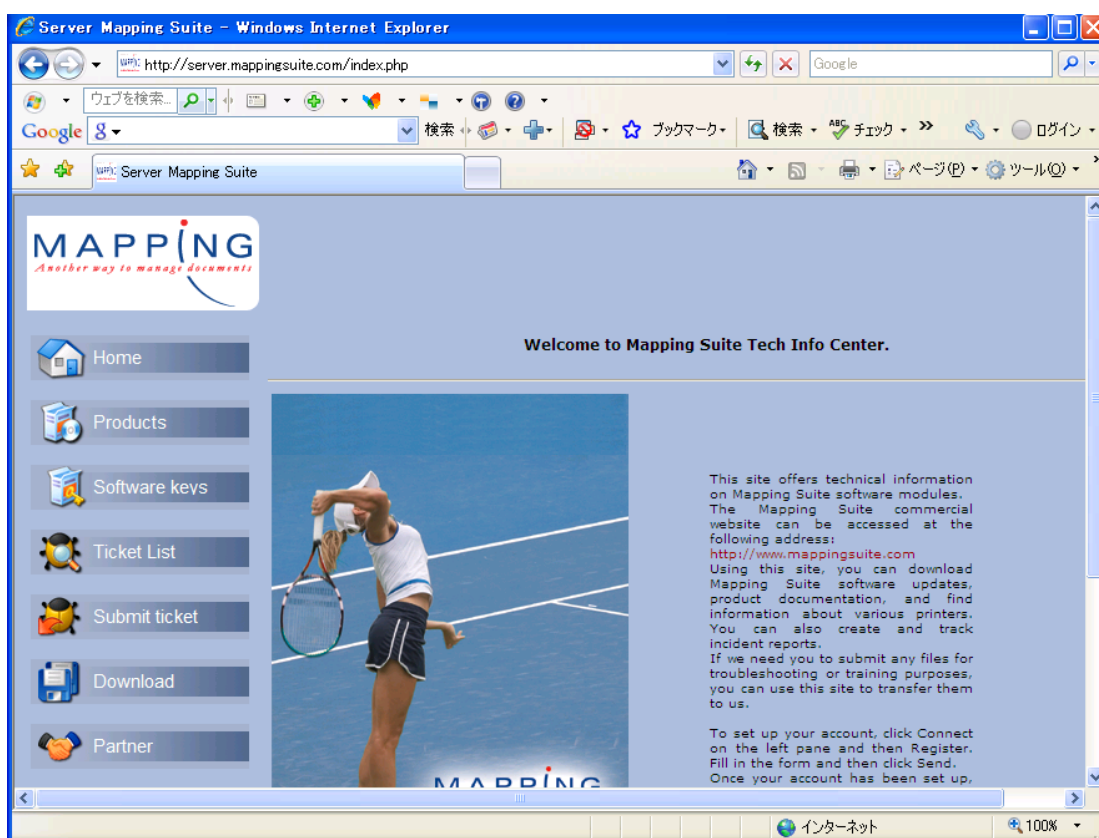 Server Mapping Suite - Windows Internet Explorer
http://server.mappingsuite.com/index.php
Google
ウェブを検索...
Google
検索
ブックマーク
検索
チェック
ログイン
Server Mapping Suite
ページ(P)
ツール(O)
MAPPING
Another way to manage documents
Welcome to Mapping Suite Tech Info Center.
Home
Products
Software keys
Ticket List
Submit ticket
Download
Partner
This site offers technical information
on Mapping Suite software modules.
The Mapping Suite commercial
website can be accessed at the
following address:
http://www.mappingsuite.com
Using this site, you can download
Mapping Suite software updates,
product documentation, and find
information about various printers.
You can also create and track
incident reports.
If we need you to submit any files for
troubleshooting or training purposes,
you can use this site to transfer them
to us.
To set up your account, click Connect
on the left pane and then Register.
Fill in the form and then click Send.
Once your account has been set up,
MAPPING
インターネット
100%